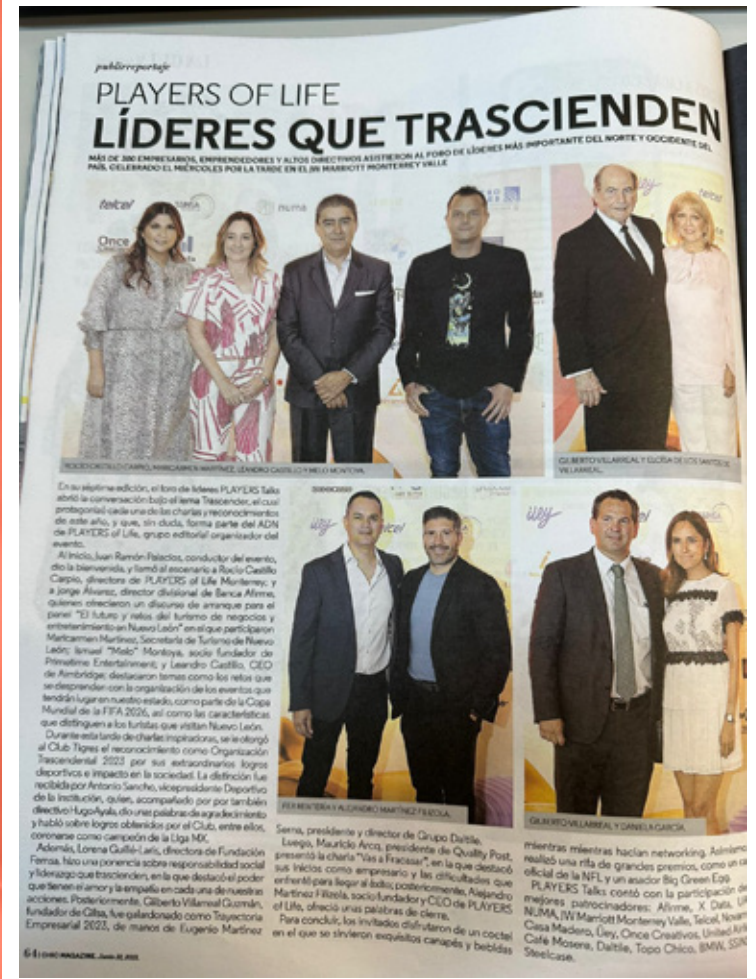 publirreportaje
PLAYERS OF LIFE
LÍDERES QUE TRASCIENDEN
MÁS DE 300 EMPRESARIOS, EMPRENDEDORES Y ALTOS DIRECTIVOS ASISTIERON AL FORO DE LÍDERES MÁS IMPORTANTE DEL NORTE Y OCCIDENTE DEL
PAÍS, CELEBRADO EL MIÉRCOLES POR LA TARDE EN EL JW MARRIOTT MONTERREY VALLE
telcel
numa
Once
üey
telcel
ROCÍO CASTILLO CARPIO, MARICARMEN MARTÍNEZ, LEANDRO CASTILLO Y MELO MONTOYA.
GILBERTO VILLARREAL Y ELOÍSA DE LOS SANTOS DE
VILLARREAL.
En su séptima edición, el foro de líderes PLAYERS Talks
abrió la conversación bajo el lema Trascender, el cual
protagonizó cada una de las charlas y reconocimientos
de este año, y que, sin duda, forma parte del ADN
de PLAYERS of Life, grupo editorial organizador del
evento.
Al inicio, Juan Ramón Palacios, conductor del evento,
dio la bienvenida, y llamó al escenario a Rocío Castillo
Carpio, directora de PLAYERS of Life Monterrey; y
a Jorge Álvarez, director divisional de Banca Afirme,
quienes ofrecieron un discurso de arranque para el
panel "El futuro y retos del turismo de negocios y
entretenimiento en Nuevo León" en el que participaron
Maricarmen Martínez, Secretaria de Turismo de Nuevo
León; Ismael "Melo" Montoya, socio fundador de
Primetime Entertainment; y Leandro Castillo, CEO
de Aimbridge; destacaron temas como los retos que
se desprenden con la organización de los eventos que
tendrán lugar en nuestro estado, como parte de la Copa
Mundial de la FIFA 2026, así como las características
que distinguen a los turistas que visitan Nuevo León.
Durante esta tarde de charlas inspiradoras, se le otorgó
al Club Tigres el reconocimiento como Organización
Trascendental 2023 por sus extraordinarios logros
deportivos e impacto en la sociedad. La distinción fue
recibida por Antonio Sancho, vicepresidente Deportivo
de la institución, quien, acompañado por por también
directivo Hugo Ayala, dio unas palabras de agradecimiento
y habló sobre logros obtenidos por el Club, entre ellos,
coronarse como campeón de la Liga MX.
Además, Lorena Guillé-Laris, directora de Fundación
Femsa, hizo una ponencia sobre responsabilidad social
y liderazgo que trascienden, en la que destacó el poder
que tienen el amor y la empatía en cada una de nuestras
acciones. Posteriormente, Gilberto Villarreal Guzmán,
fundador de Gilsa, fue galardonado como Trayectoria
Empresarial 2023, de manos de Eugenio Martínez
üey
telcel
üey
ALEJANDRO MARTÍNEZ FILIZOLA.
GILBERTO VILLARREAL Y DANIELA GARCÍA.
Serna, presidente y director de Grupo Daltile.
Luego, Mauricio Arcq, presidente de Quality Post,
presentó la charla "Vas a Fracasar", en la que destacó
sus inicios como empresario y las dificultades que
enfrentó para llegar al éxito; posteriormente, Alejandro
Martínez Filizola, socio fundador y CEO de PLAYERS
of Life, ofreció unas palabras de cierre.
Para concluir, los invitados disfrutaron de un coctel
en el que se sirvieron exquisitos canapés y bebidas
mientras mientras hacían networking. Asimismo
realizó una rifa de grandes premios, como un
oficial de la NFL y un asador Big Green Egg
PLAYERS Talks contó con la participación de
mejores patrocinadores: Afirme, X Data,
NUMA, JW Marriott Monterrey Valle, Telcel,
Casa Madero, Üey, Once Creativos, United
Café Mosere, Daltile, Topo Chico, BMW,
Steelcase.
64 | CHIC MAGAZINE,